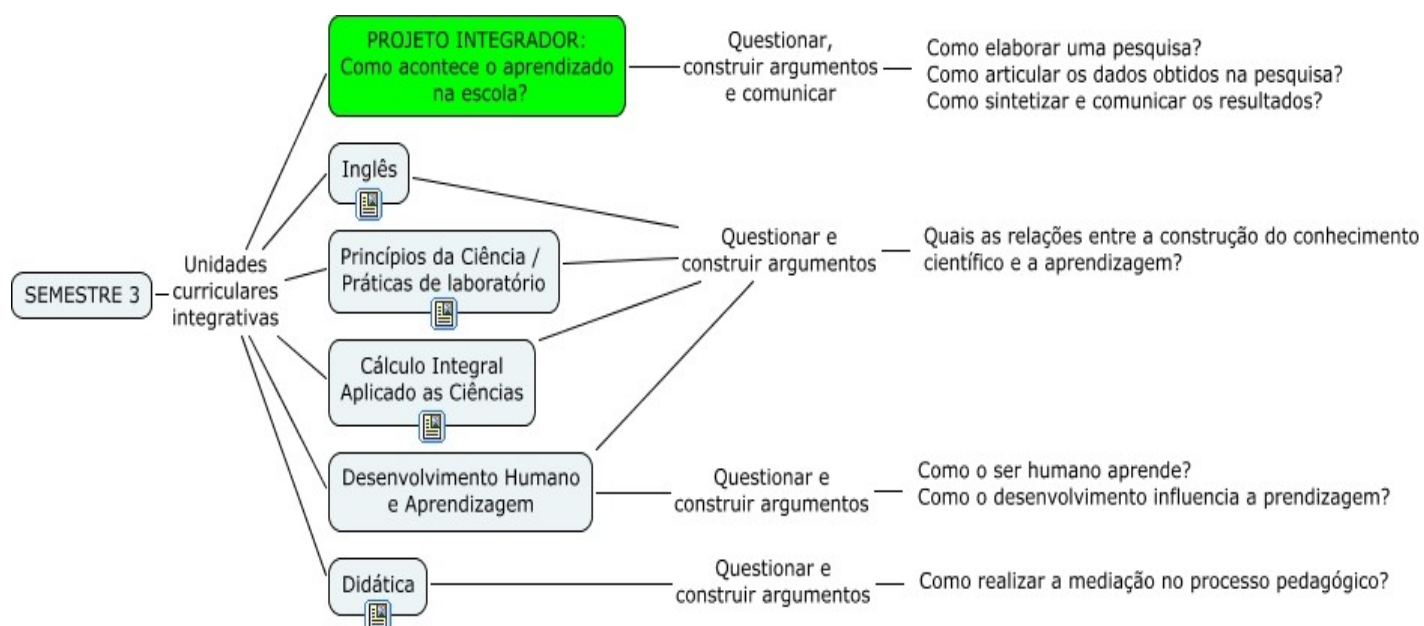 PROJETO INTEGRADOR:
Como acontece o aprendizado
na escola?
Questionar,
construir argumentos
e comunicar
Como elaborar uma pesquisa?
Como articular os dados obtidos na pesquisa?
Como sintetizar e comunicar os resultados?
Inglês
SEMESTRE 3
Unidades
curriculares
integrativas
Princípios da Ciência /
Práticas de laboratório
Questionar e
construir argumentos
Quais as relações entre a construção do conhecimento
científico e a aprendizagem?
Cálculo Integral
Aplicado as Ciências
Desenvolvimento Humano
e Aprendizagem
Questionar e
construir argumentos
Como o ser humano aprende?
Como o desenvolvimento influencia a prendizagem?
Didática
Questionar e
construir argumentos
Como realizar a mediação no processo pedagógico?